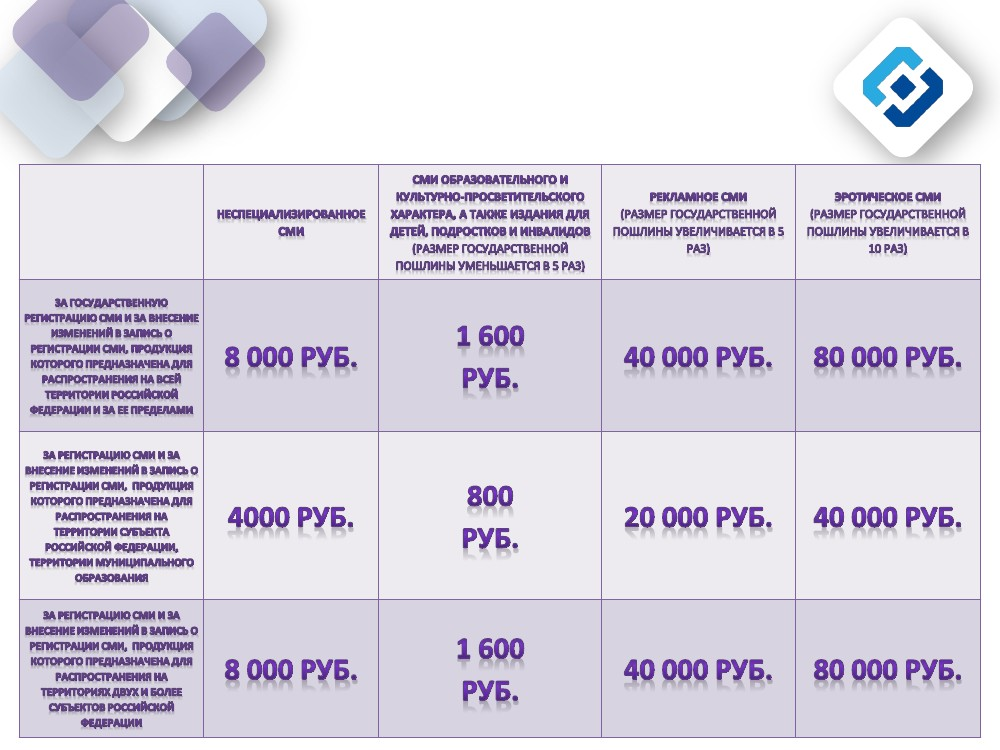 НЕСПЕЦИАЛИЗИРОВАННОЕ
СМИ
СМИ ОБРАЗОВАТЕЛЬНОГО И
КУЛЬТУРНО-ПРОСВЕТИТЕЛЬСКОГО
ХАРАКТЕРА, А ТАКЖЕ ИЗДАНИЯ ДЛЯ
ДЕТЕЙ, ПОДРОСТКОВ И ИНВАЛИДОВ
(РАЗМЕР ГОСУДАРСТВЕННОЙ
ПОШЛИНЫ УМЕНЬШАЕТСЯ В 5 РАЗ)
РЕКЛАМНОЕ СМИ
(РАЗМЕР ГОСУДАРСТВЕННОЙ
ПОШЛИНЫ УВЕЛИЧИВАЕТСЯ В 5
РАЗ)
ЭРОТИЧЕСКОЕ СМИ
(РАЗМЕР ГОСУДАРСТВЕННОЙ
ПОШЛИНЫ УВЕЛИЧИВАЕТСЯ В
10 РАЗ)
ЗА ГОСУДАРСТВЕННУЮ
РЕГИСТРАЦИЮ СМИ И ЗА ВНЕСЕНИЕ
ИЗМЕНЕНИЙ В ЗАПИСЬ О
РЕГИСТРАЦИИ СМИ, ПРОДУКЦИЯ
КОТОРОГО ПРЕДНАЗНАЧЕНА ДЛЯ
РАСПРОСТРАНЕНИЯ НА ВСЕЙ
ТЕРРИТОРИИ РОССИЙСКОЙ
ФЕДЕРАЦИИ И ЗА ЕЕ ПРЕДЕЛАМИ
8 000 РУБ.
1 600
РУБ.
40 000 РУБ.
80 000 РУБ.
ЗА РЕГИСТРАЦИЮ СМИ И ЗА
ВНЕСЕНИЕ ИЗМЕНЕНИЙ В ЗАПИСЬ О
РЕГИСТРАЦИИ СМИ, ПРОДУКЦИЯ
КОТОРОГО ПРЕДНАЗНАЧЕНА ДЛЯ
РАСПРОСТРАНЕНИЯ НА
ТЕРРИТОРИИ СУБЪЕКТА
РОССИЙСКОЙ ФЕДЕРАЦИИ,
ТЕРРИТОРИИ МУНИЦИПАЛЬНОГО
ОБРАЗОВАНИЯ
4000 РУБ.
800
РУБ.
20 000 РУБ.
40 000 РУБ.
ЗА РЕГИСТРАЦИЮ СМИ И ЗА
ВНЕСЕНИЕ ИЗМЕНЕНИЙ В ЗАПИСЬ О
РЕГИСТРАЦИИ СМИ, ПРОДУКЦИЯ
КОТОРОГО ПРЕДНАЗНАЧЕНА ДЛЯ
РАСПРОСТРАНЕНИЯ НА
ТЕРРИТОРИЯХ ДВУХ И БОЛЕЕ
СУБЪЕКТОВ РОССИЙСКОЙ
ФЕДЕРАЦИИ
8 000 РУБ.
1 600
РУБ.
40 000 РУБ.
80 000 РУБ.